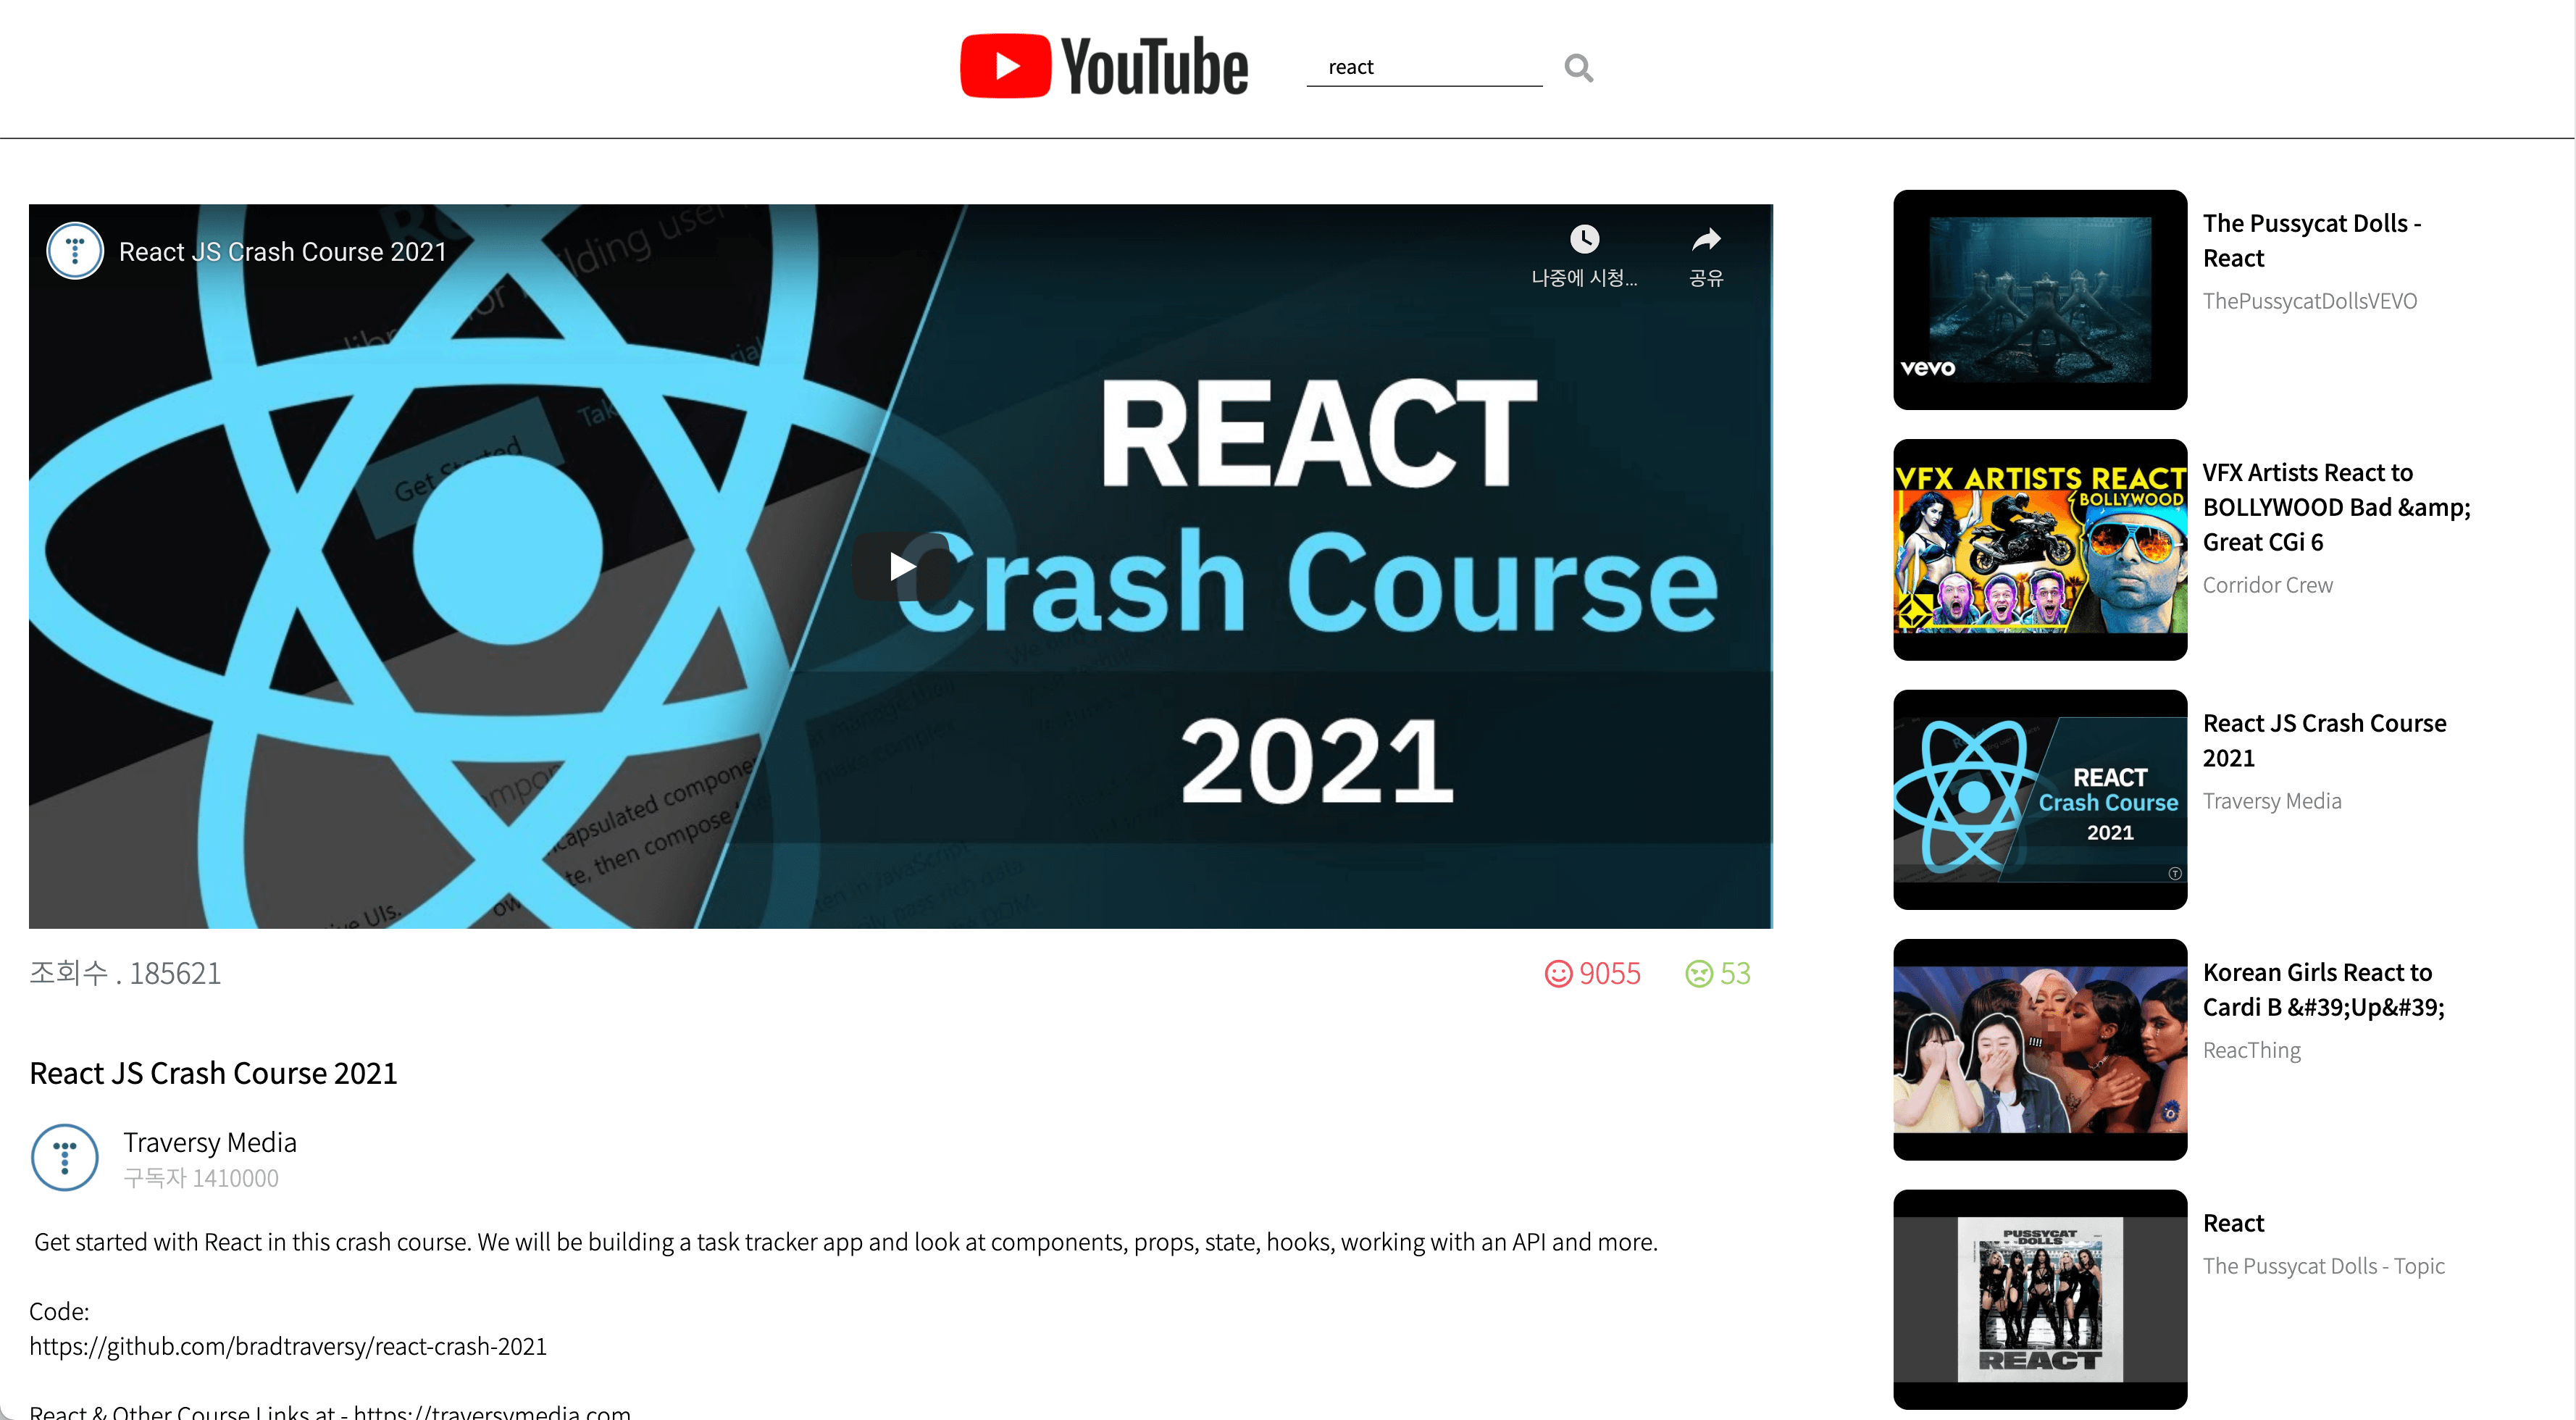 YouTube
react
React JS Crash Course 2021
나중에 시청...
공유
Get Started
REACT
Crash Course
2021
조회수 . 185621
9055
53
React JS Crash Course 2021
Traversy Media
구독자 1410000
Get started with React in this crash course. We will be building a task tracker app and look at components, props, state, hooks, working with an API and more.
Code:
https://github.com/bradtraversy/react-crash-2021
React & Other Course Links at - https://traversymedia.com
vevo
The Pussycat Dolls -
React
ThePussycatDollsVEVO
VFX ARTISTS REACT
BOLLYWOOD
VFX Artists React to
BOLLYWOOD Bad &amp;
Great CGi 6
Corridor Crew
REACT
Crash Course
2021
React JS Crash Course
2021
Traversy Media
!!!!
Korean Girls React to
Cardi B &#39;Up&#39;
ReacThing
PUSSYCAT
DOLLS
REACT
React
The Pussycat Dolls - Topic